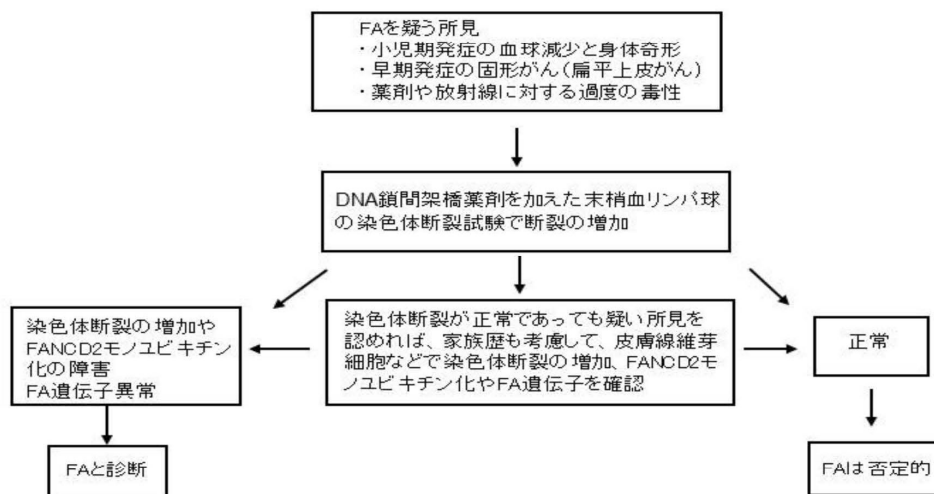 FAを疑う所見
・小児期発症の血球減少と身体奇形
・早期発症の固形がん(扁平上皮がん)
・薬剤や放射線に対する過度の毒性
DNA鎖間架橋薬剤を加えた末梢血リンパ球
の染色体断裂試験で断裂の増加
染色体断裂の増加や
FANCD2モノユビキチン
化の障害
FA遺伝子異常
染色体断裂が正常であっても疑い所見を
認めれば、家族歴も考慮して、皮膚線維芽
細胞などで染色体断裂の増加、FANCD2モ
ノユビキチン化やFA遺伝子を確認
正常
FAと診断
FAは否定的